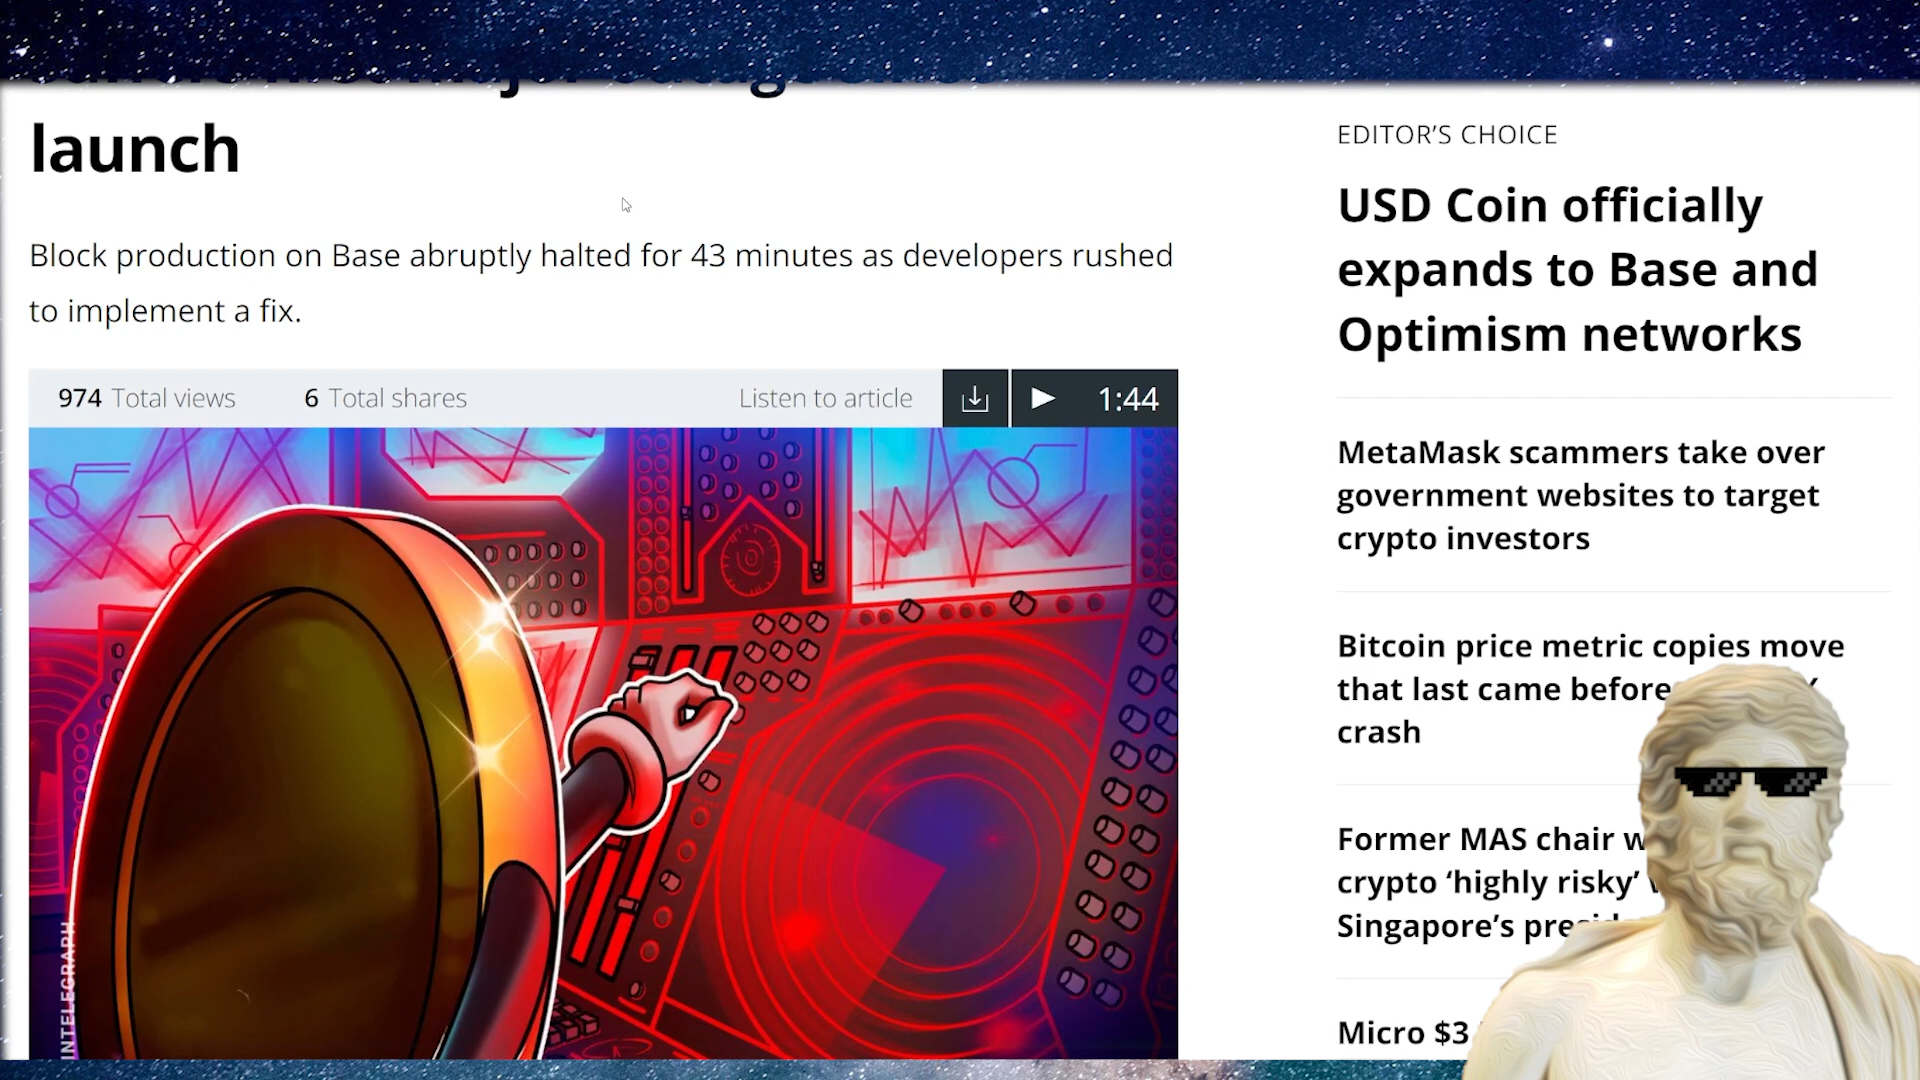 launch
Block production on Base abruptly halted for 43 minutes as developers rushed
to implement a fix.
974 Total views 6 Total shares Listen to article 1:44
INTELEGRAPH
EDITOR'S CHOICE
USD Coin officially
expands to Base and
Optimism networks
MetaMask scammers take over
government websites to target
crypto investors
Bitcoin price metric copies move
that last came before
crash
Former MAS chair
crypto ‘highly risky’
Singapore’s
Micro $3